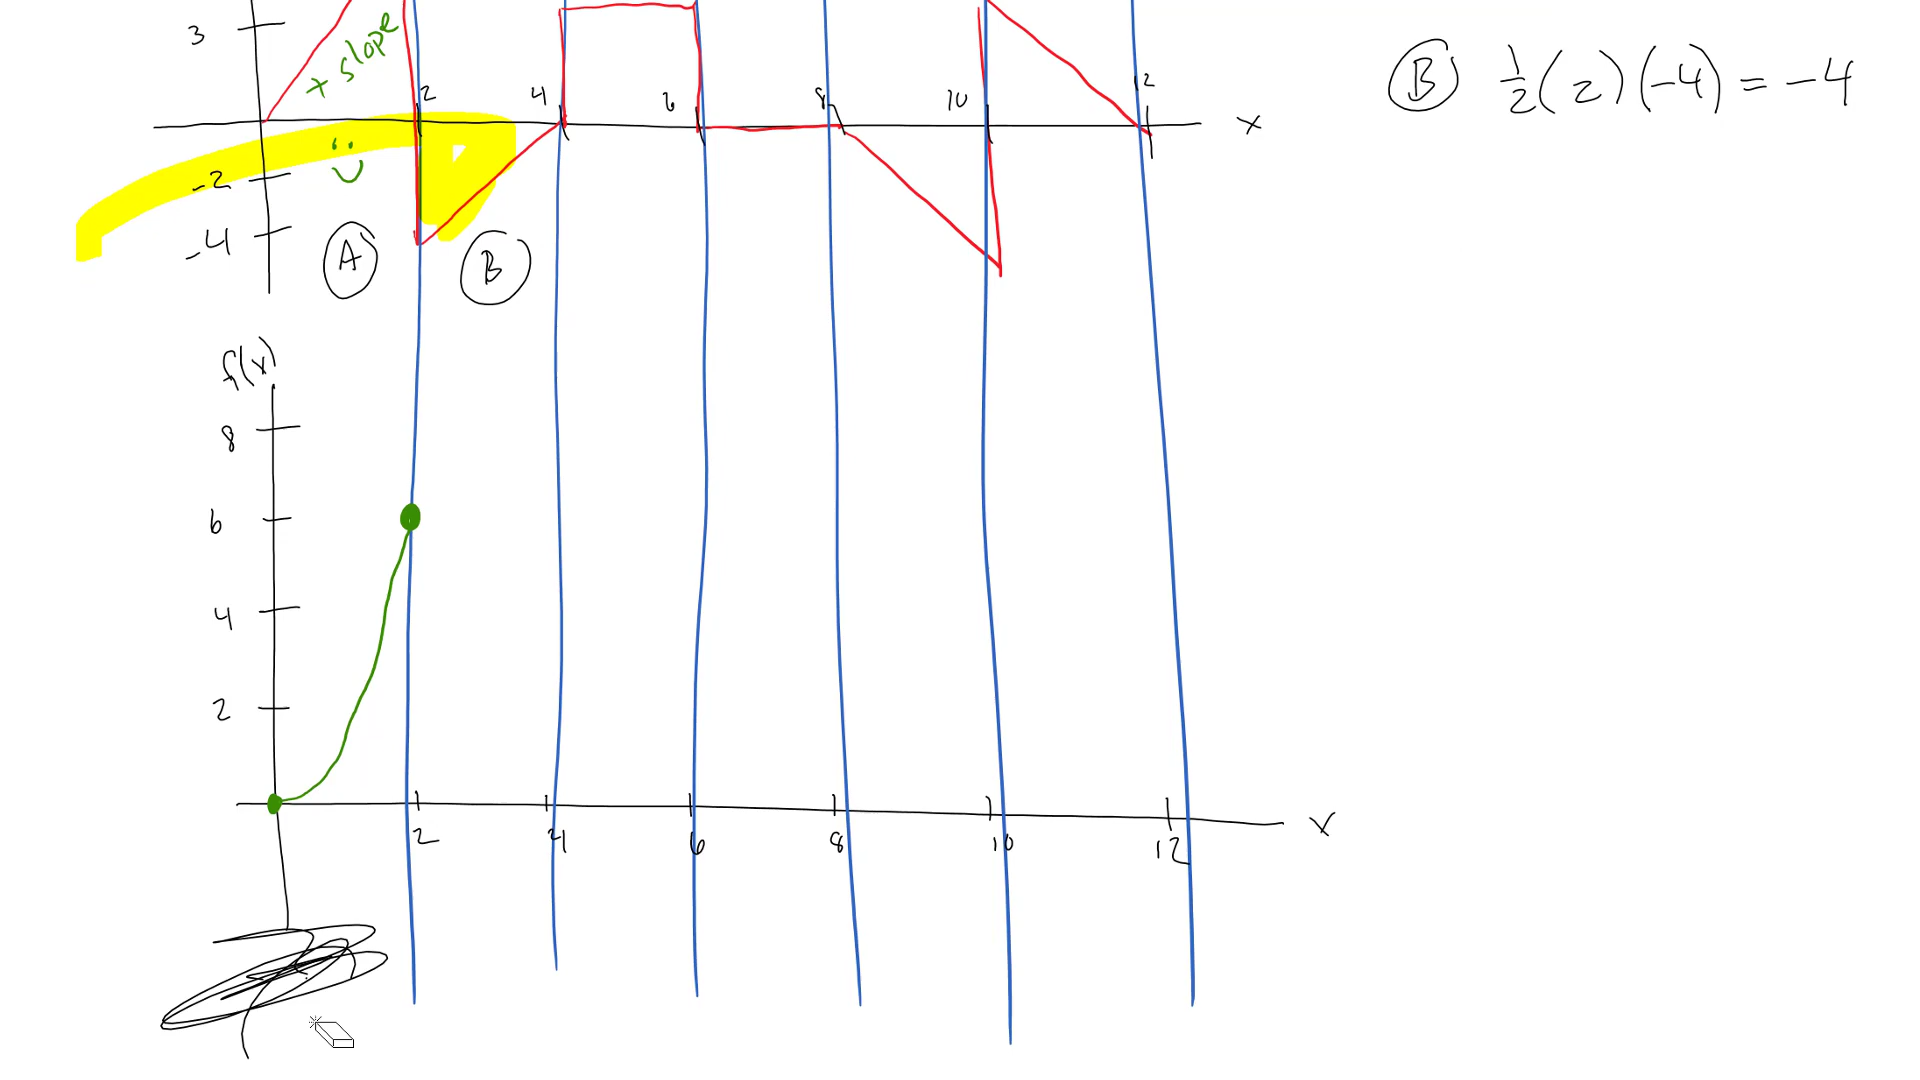 3
+ slope
2 4 6 8 10 12 x
-2
-4
A B
B 1/2(2)(-4) = -4
f(x)
8
6
4
2
2 4 6 8 10 12 x